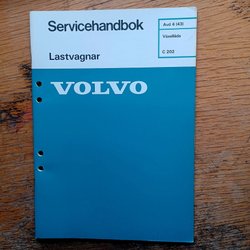 Servicehandbok
Avd 4 (43)
Växellåda
Lastvagnar
C 202
VOLVO